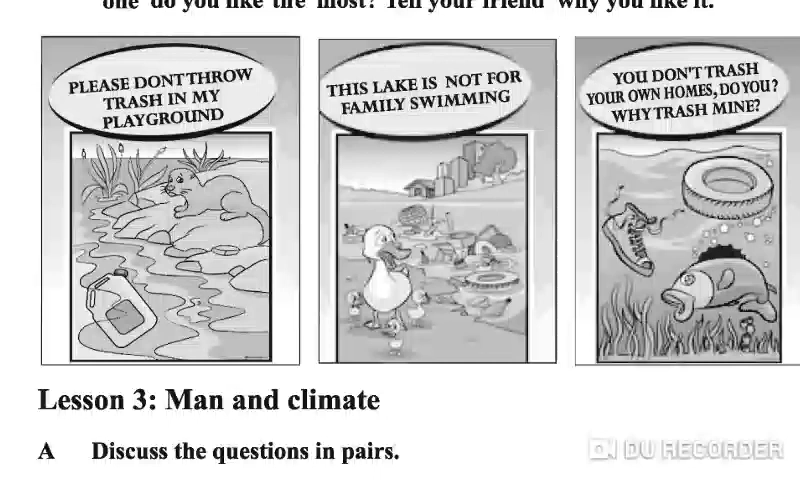 one do you like the most? Tell your friend why you like it.
PLEASE DONT THROW
TRASH IN MY
PLAYGROUND
THIS LAKE IS NOT FOR
FAMILY SWIMMING
YOU DON'T TRASH
YOUR OWN HOMES, DO YOU?
WHY TRASH MINE?
Lesson 3: Man and climate
A Discuss the questions in pairs.
DU RECORDER